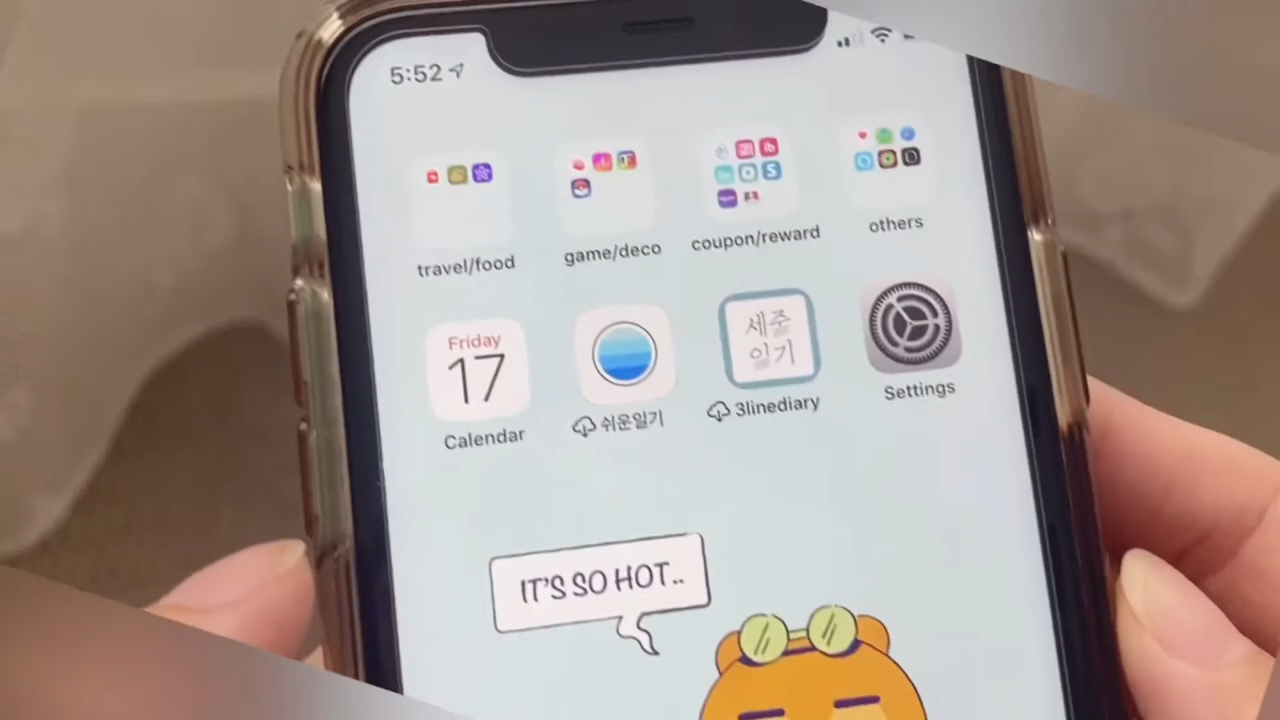 5:52
travel/food
game/deco
coupon/reward
others
Friday
17
세줄
일기
Calendar
쉬운일기
3linediary
Settings
IT'S SO HOT..